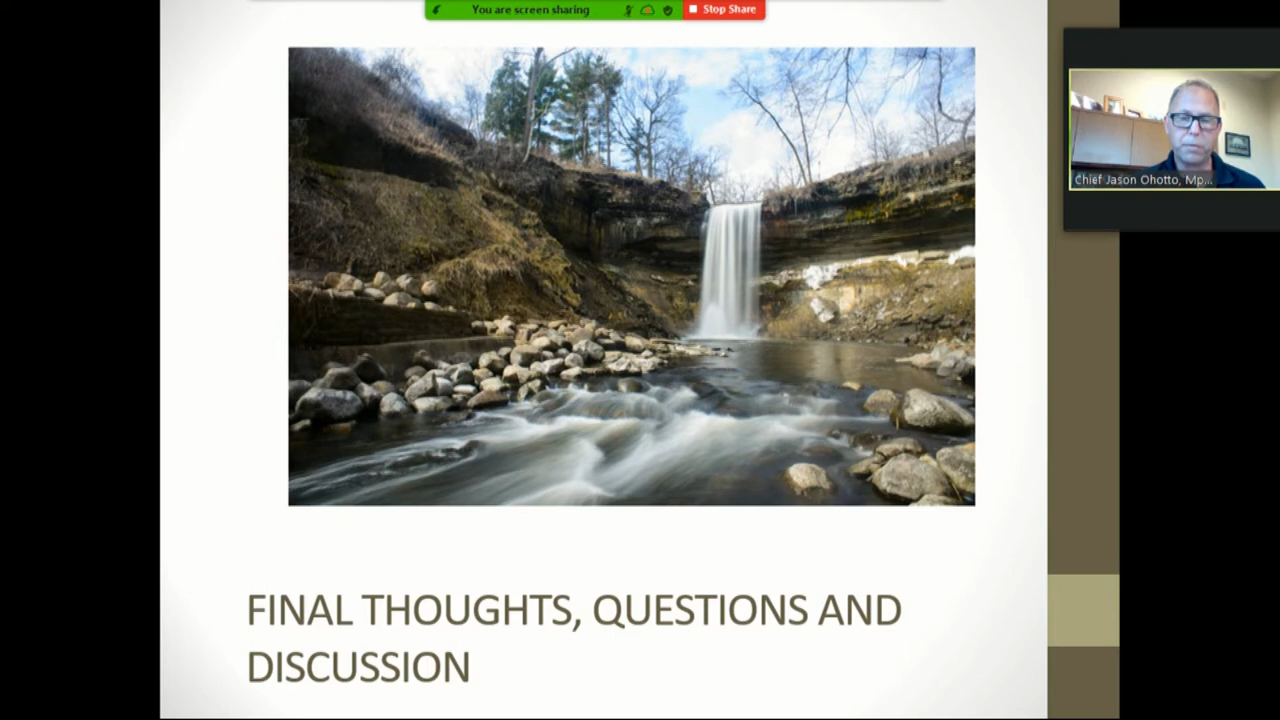 You are screen sharing
Stop Share
Chief Jason Ohotto, Mp...
FINAL THOUGHTS, QUESTIONS AND
DISCUSSION